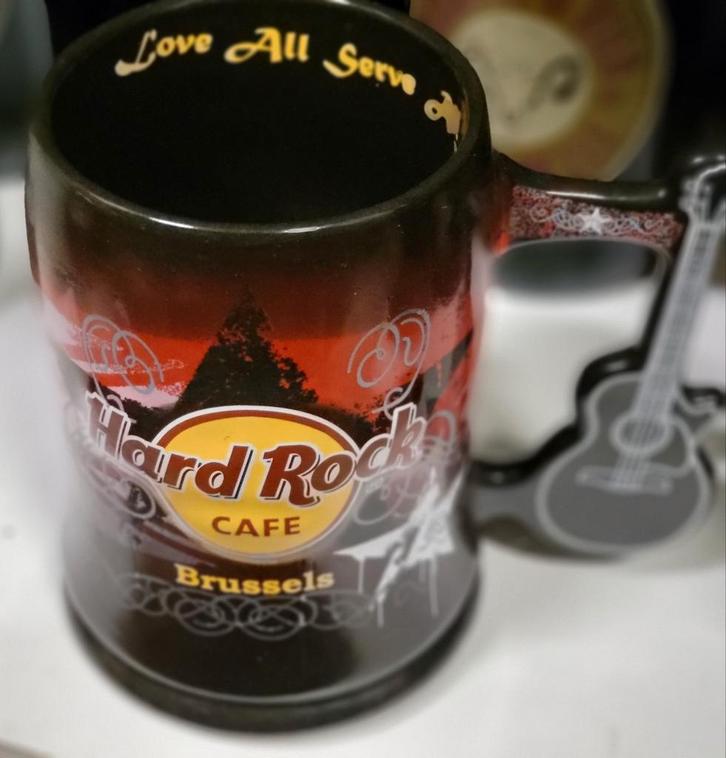 Love All Serve
Hard Rock
CAFE
Brussels